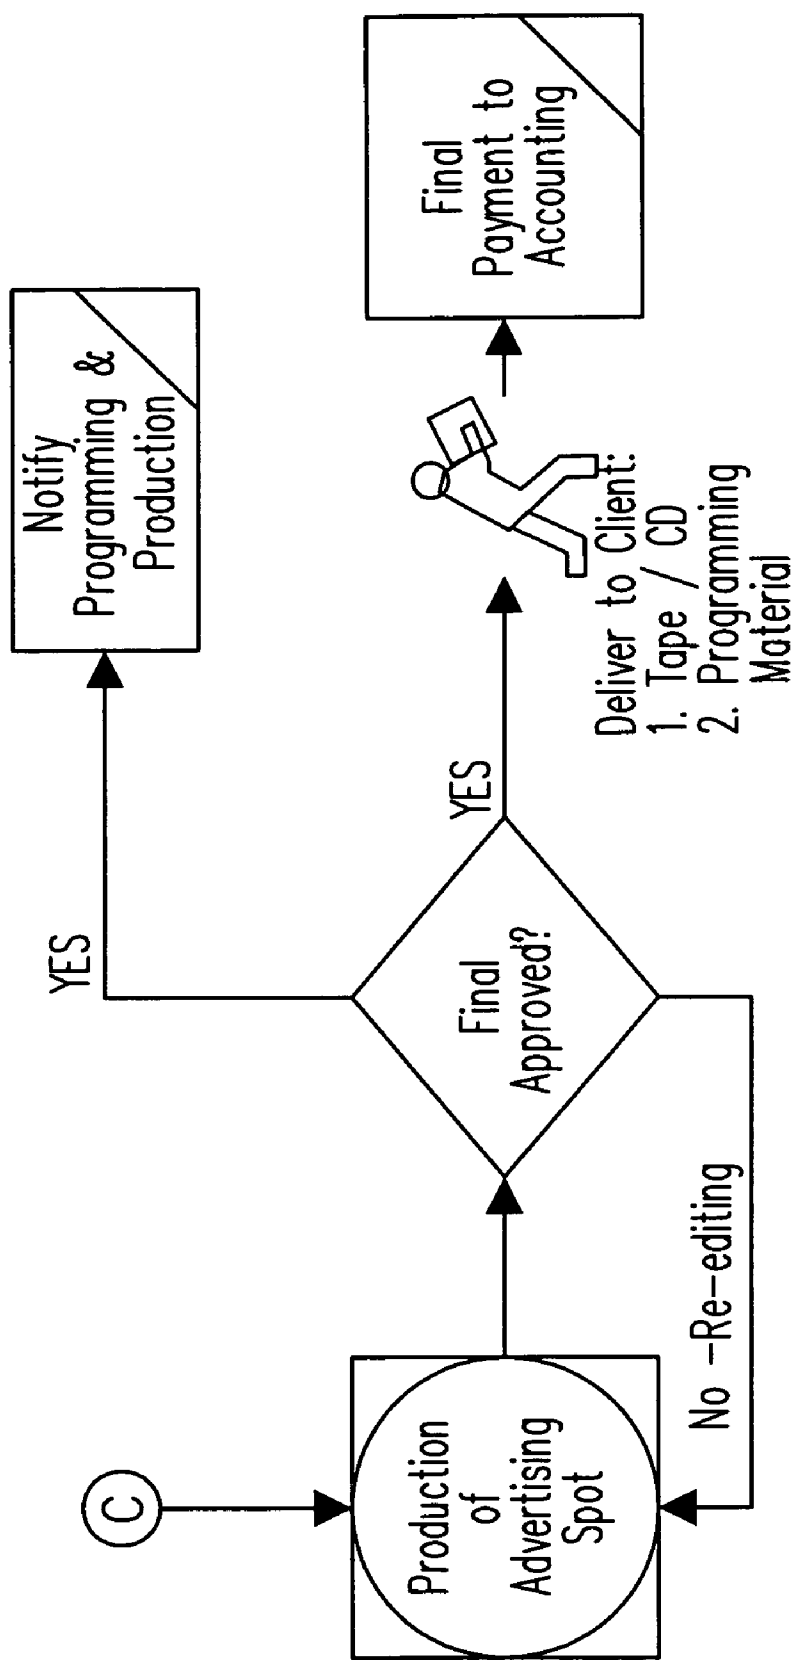 C
Production
of
Advertising
Spot
No -Re-editing
Final
Approved?
YES
Notify
Programming &
Production
YES
Deliver to Client:
1. Tape / CD
2. Programming
Material
Final
Payment to
Accounting